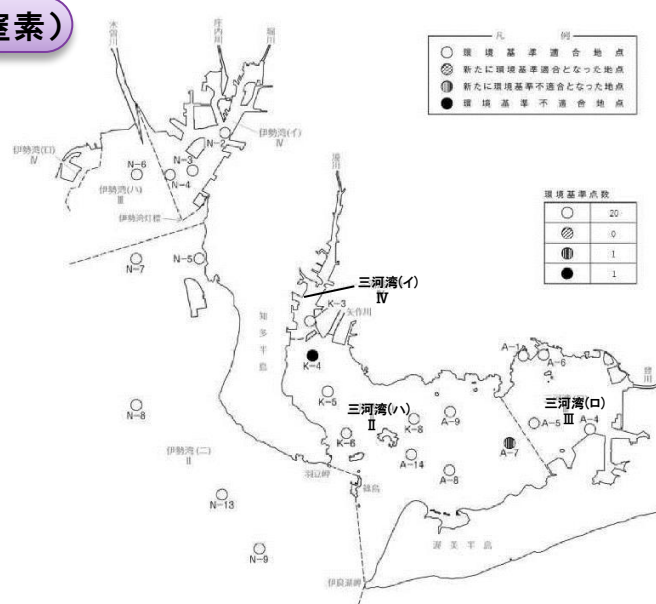 窒素）
凡 例
環境基準適合地点
新たに環境基準適合となった地点
新たに環境基準不適合となった地点
環境基準不適合地点
木曽川
庄内川
堀川
伊勢湾(イ)
Ⅳ
N-2
伊勢湾(ロ)
Ⅳ
N-6
N-3
N-4
伊勢湾(ハ)
Ⅲ
伊勢湾灯標
境川
環境基準点数
20
0
1
1
N-7
N-5
三河湾(イ)
Ⅳ
K-3
矢作川
知多半島
K-4
A-1
A-6
豊川
K-5
三河湾(ハ)
Ⅱ
三河湾(ロ)
Ⅲ
N-8
K-6
K-8
A-9
A-5
A-4
A-7
伊勢湾(ニ)
Ⅱ
A-14
A-8
羽豆岬
篠島
N-13
N-9
渥美半島
伊良湖岬